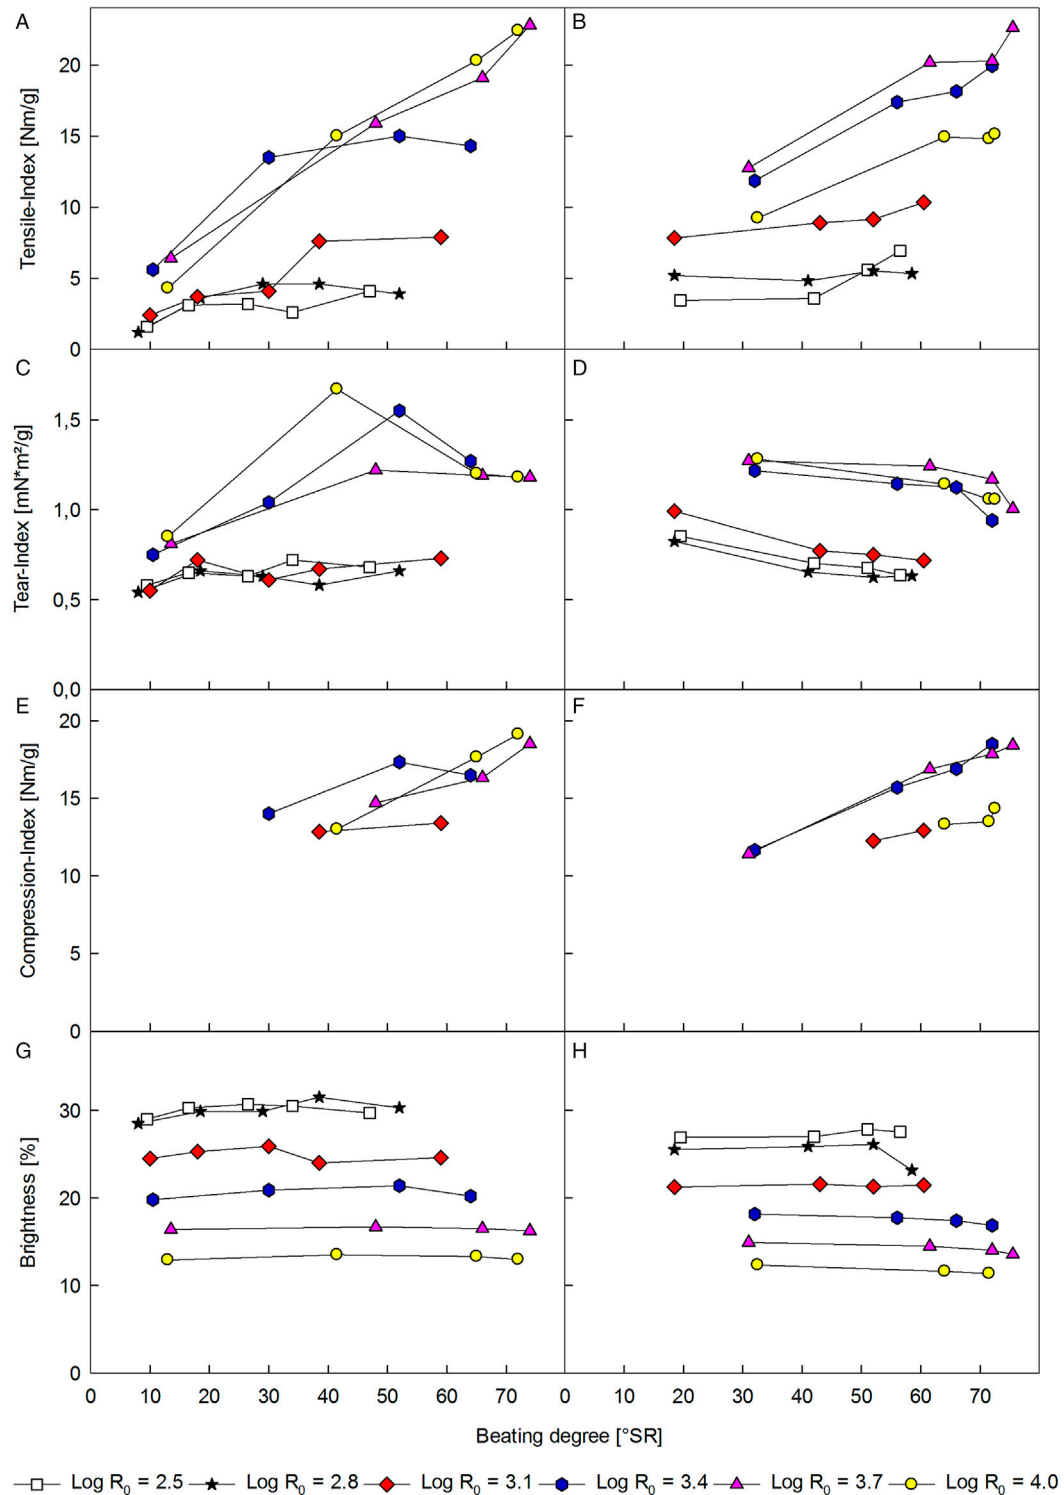 A
B
Tensile-Index [Nm/g]
20
15
10
5
0
C
D
Tear-Index [mN*m²/g]
1,5
1,0
0,5
0,0
E
F
Compression-Index [Nm/g]
20
15
10
5
0
G
H
Brightness [%]
30
20
10
0
0 10 20 30 40 50 60 70 0 10 20 30 40 50 60 70
Beating degree [°SR]
Log R₀ = 2.5 Log R₀ = 2.8 Log R₀ = 3.1 Log R₀ = 3.4 Log R₀ = 3.7 Log R₀ = 4.0